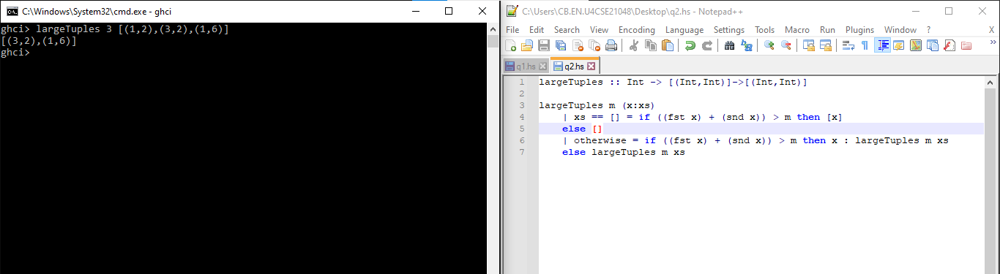 C:\Windows\System32\cmd.exe - ghci
ghci> largeTuples 3 [(1,2),(3,2),(1,6)]
[(3,2),(1,6)]
ghci>
C:\Users\CB.EN.U4CSE21048\Desktop\q2.hs - Notepad++
File Edit Search View Encoding Language Settings Tools Macro Run Plugins Window ? X
q1.hs q2.hs
1 largeTuples :: Int -> [(Int,Int)]->[(Int,Int)]
2
3 largeTuples m (x:xs)
4 | xs == [] = if ((fst x) + (snd x)) > m then [x]
5 else []
6 | otherwise = if ((fst x) + (snd x)) > m then x : largeTuples m xs
7 else largeTuples m xs